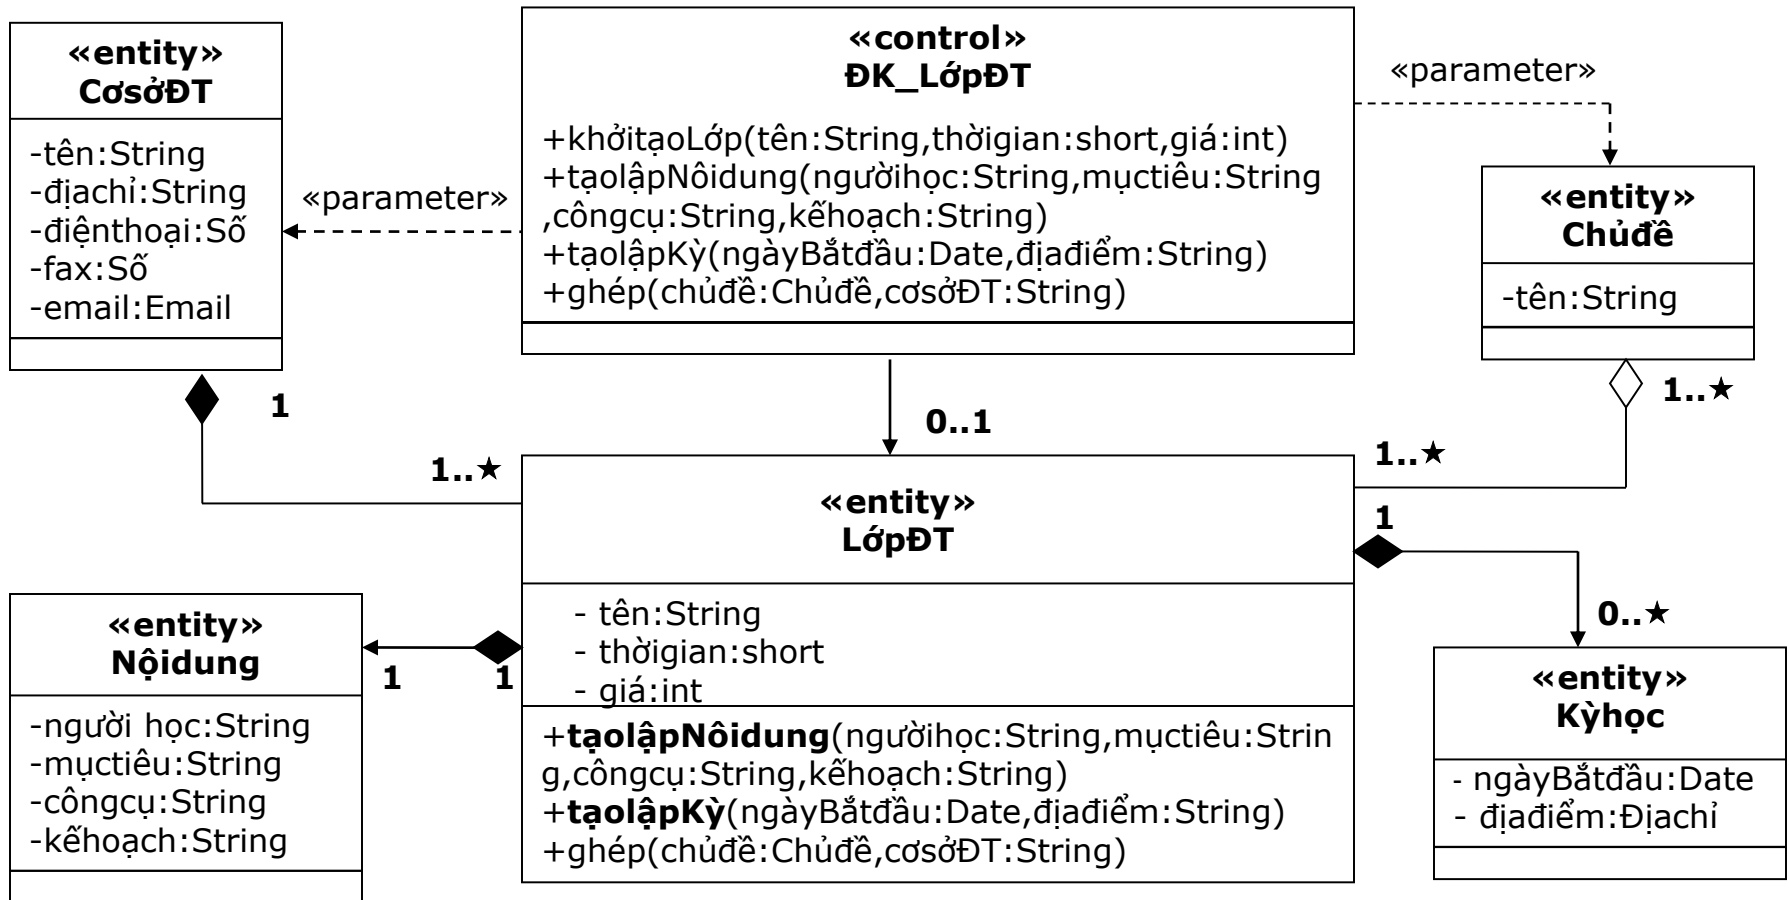 «entity»
CơsởĐT
-tên:String
-địachỉ:String
-điệnthoại:Số
-fax:Số
-email:Email
«parameter»
«control»
ĐK_LớpĐT
+khởitạoLớp(tên:String,thờigian:short,giá:int)
+tạolậpNôidung(ngườihọc:String,mụctiêu:String
,côngcụ:String,kếhoạch:String)
+tạolậpKỳ(ngàyBắtđầu:Date,địađiểm:String)
+ghép(chủđề:Chủđề,cơsởĐT:String)
«parameter»
«entity»
Chủđề
-tên:String
1
1..★
0..1
1..★
1..★
«entity»
LớpĐT
- tên:String
- thờigian:short
- giá:int
+tạolậpNôidung(ngườihọc:String,mụctiêu:Strin
g,côngcụ:String,kếhoạch:String)
+tạolậpKỳ(ngàyBắtđầu:Date,địađiểm:String)
+ghép(chủđề:Chủđề,cơsởĐT:String)
1
0..★
1
1
«entity»
Nộidung
-người học:String
-mụctiêu:String
-côngcụ:String
-kếhoạch:String
«entity»
Kỳhọc
- ngàyBắtđầu:Date
- địađiểm:Địachỉ